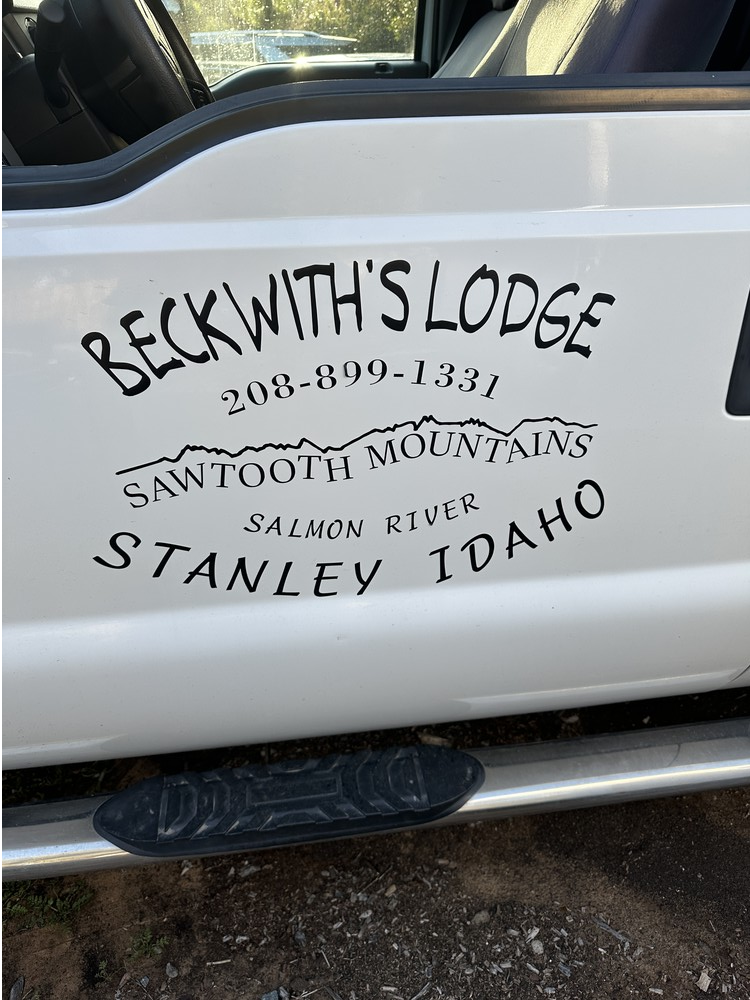 BECKWITH'S LODGE
208-899-1331
SAWTOOTH MOUNTAINS
SALMON RIVER
STANLEY IDAHO